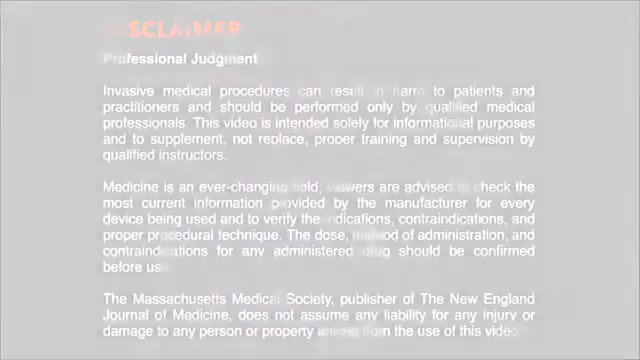 DISCLAIMER
Professional Judgment
Invasive medical procedures can result in harm to patients and
practitioners and should be performed only by qualified medical
professionals. This video is intended solely for informational purposes
and to supplement, not replace, proper training and supervision by
qualified instructors.
Medicine is an ever-changing field; viewers are advised to check the
most current information provided by the manufacturer for every
device being used and to verify the indications, contraindications, and
proper procedural technique. The dose, method of administration, and
contraindications for any administered drug should be confirmed
before use.
The Massachusetts Medical Society, publisher of The New England
Journal of Medicine, does not assume any liability for any injury or
damage to any person or property arising from the use of this video.